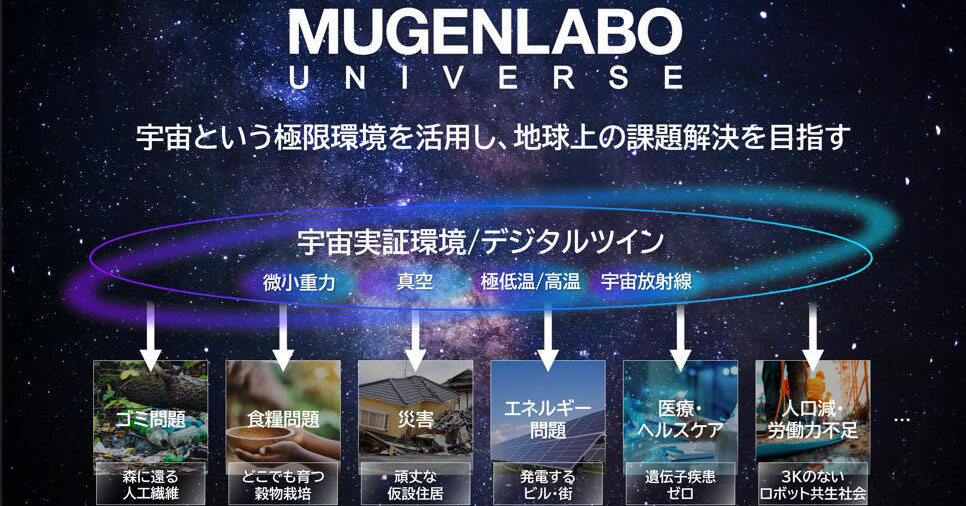 MUGENLABO
UNIVERSE
宇宙という極限環境を活用し、地球上の課題解決を目指す
宇宙実証環境/デジタルツイン
微小重力 真空 極低温/高温 宇宙放射線
ゴミ問題
森に還る
人工繊維
食糧問題
どこでも育つ
穀物栽培
災害
頑丈な
仮設住居
エネルギー
問題
発電する
ビル・街
医療・
ヘルスケア
遺伝子疾患
ゼロ
人口減・
労働力不足
3Kのない
ロボット共生社会
…